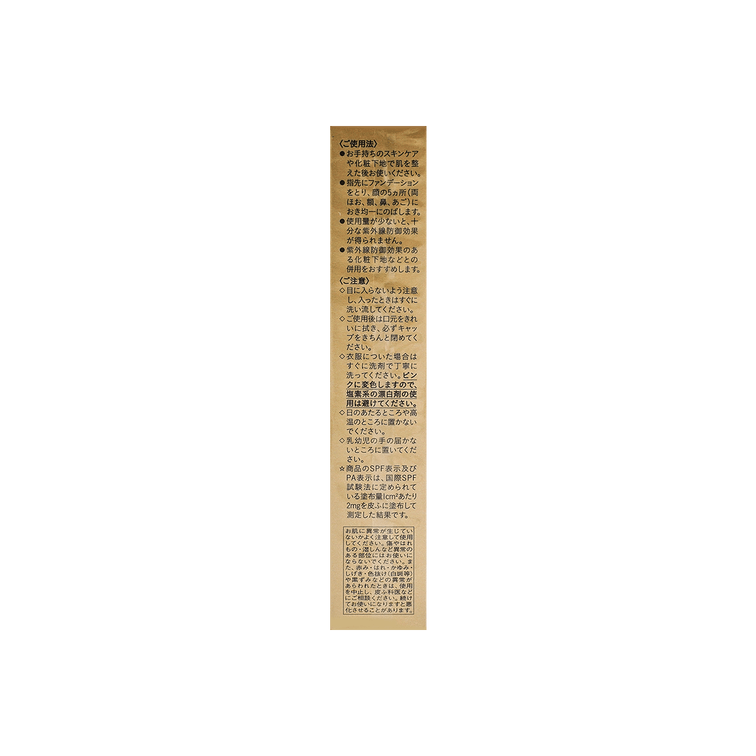 〈ご使用法〉
●お手持ちのスキンケア
や化粧下地で肌を整
えた後お使いください。
●指先にファンデーション
をとり、顔の5ヵ所(両
ほお、額、鼻、あご)に
おき均一にのばします。
●使用量が少ないと、十
分な紫外線防御効果
が得られません。
●紫外線防御効果のあ
る化粧下地などとの
併用をおすすめします。
〈ご注意〉
◇目に入らないよう注意
し、入ったときはすぐに
洗い流してください。
◇ご使用後は口元をきれ
いに拭き、必ずキャッ
プをきちんと閉めてく
ださい。
◇衣服についた場合は
すぐに洗剤で丁寧に
洗ってください。ピン
クに変色しますので、
塩素系の漂白剤の使
用は避けてください。
◇日のあたるところや高
温のところに置かない
でください。
◇乳幼児の手の届かな
いところに置いてくだ
さい。
☆商品のSPF表示及び
PA表示は、国際SPF
試験法に定められて
いる塗布量1cm²あたり
2mgを皮ふに塗布して
測定した結果です。
お肌に異常が生じてい
ないかよく注意して使用
してください。傷やはれ
もの・湿しんなど異常の
ある部位にはお使いに
ならないでください。ま
た、赤み・はれ・かゆみ・
しげき・色抜け(白斑等)
や黒ずみなどの異常が
あらわれたときは、使用
を中止し、皮ふ科医など
にご相談ください。続け
てお使いになりますと悪
化させることがあります。